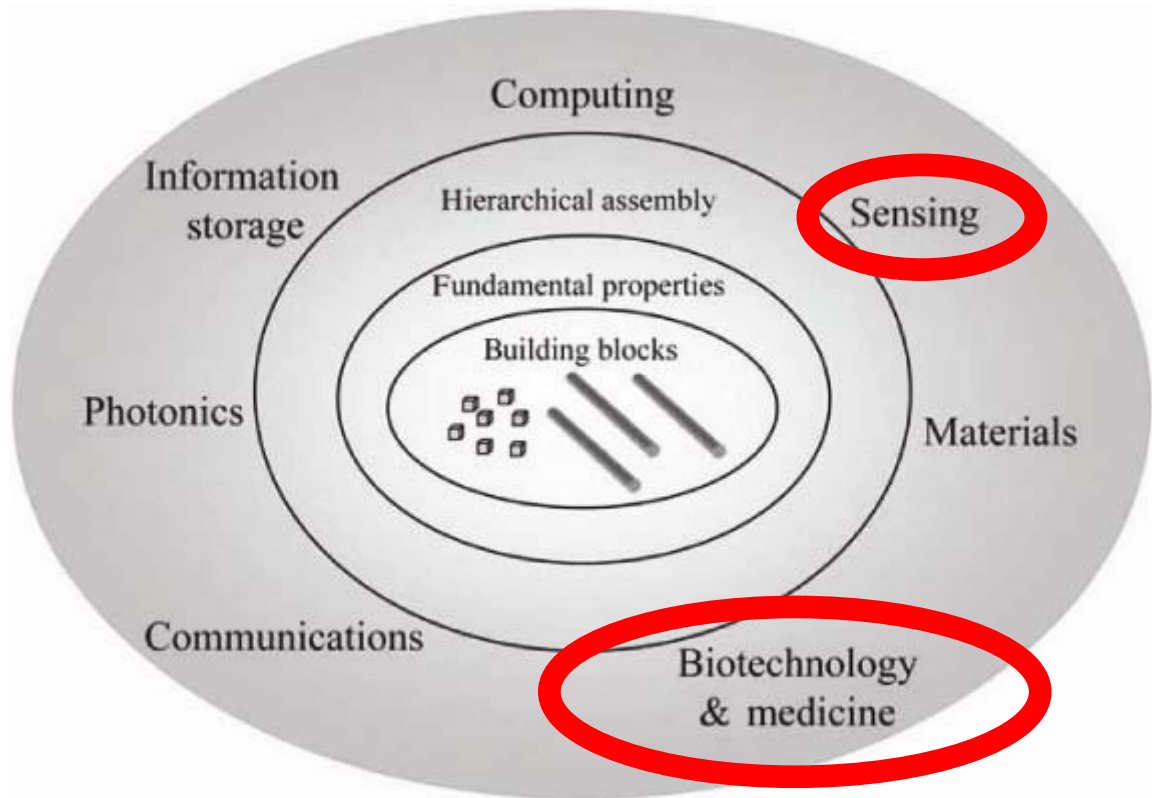 Computing
Information
storage
Hierarchical assembly
Sensing
Fundamental properties
Building blocks
Photonics
Materials
Communications
Biotechnology
& medicine